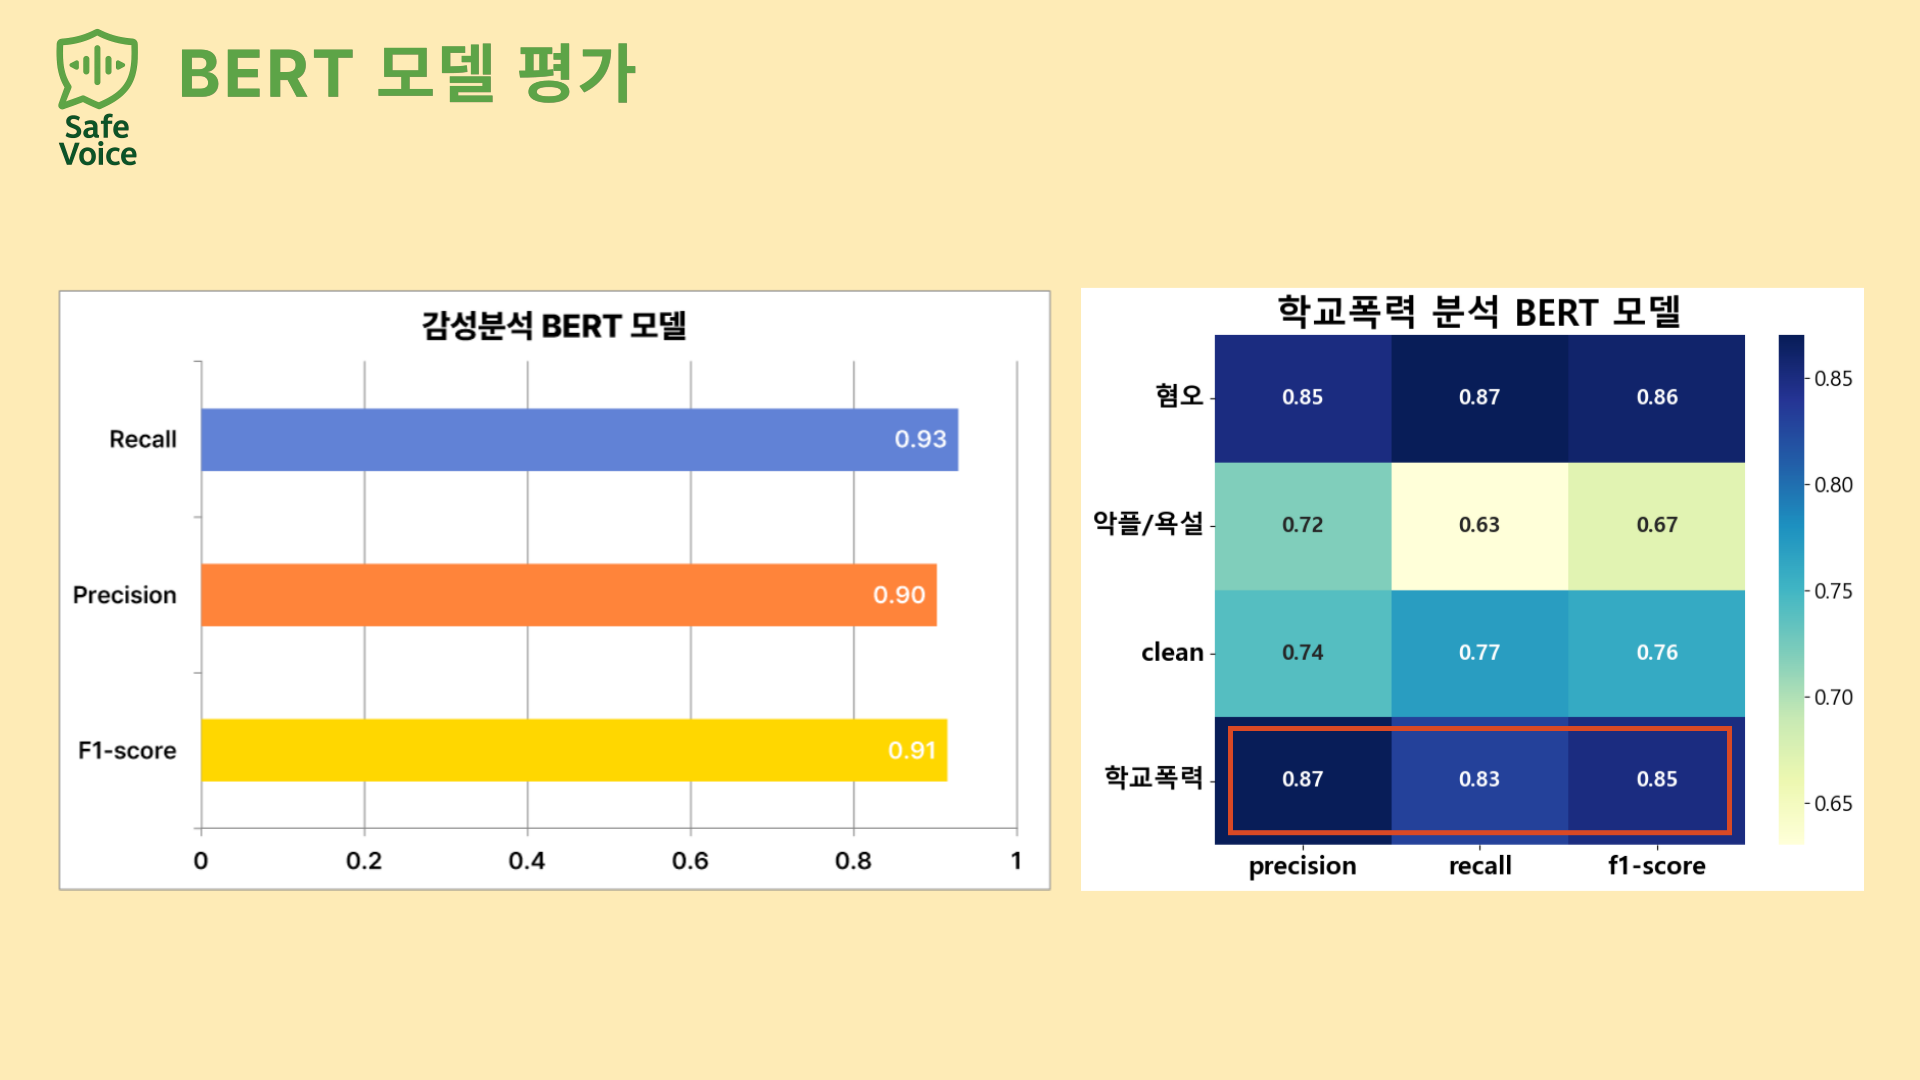 BERT 모델 평가
Safe
Voice
감성분석 BERT 모델
Recall
0.93
Precision
0.90
F1-score
0.91
0 0.2 0.4 0.6 0.8 1
학교폭력 분석 BERT 모델
혐오 0.85 0.87 0.86
악플/욕설 0.72 0.63 0.67
clean 0.74 0.77 0.76
학교폭력 0.87 0.83 0.85
precision recall f1-score
0.85
0.80
0.75
0.70
0.65